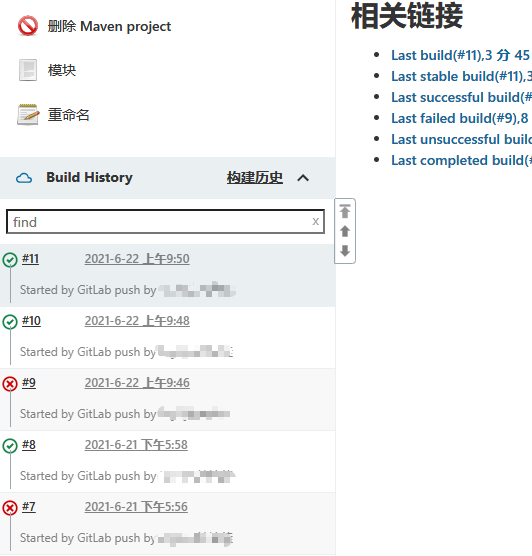 删除 Maven project
模块
重命名
Build History
构建历史
find
x
#11
2021-6-22 上午9:50
Started by GitLab push by
#10
2021-6-22 上午9:48
Started by GitLab push by
#9
2021-6-22 上午9:46
Started by GitLab push by
#8
2021-6-21 下午5:58
Started by GitLab push by
#7
2021-6-21 下午5:56
Started by GitLab push by
相关链接
Last build(#11),3 分 45
Last stable build(#11),3
Last successful build(#
Last failed build(#9),8
Last unsuccessful build
Last completed build(#